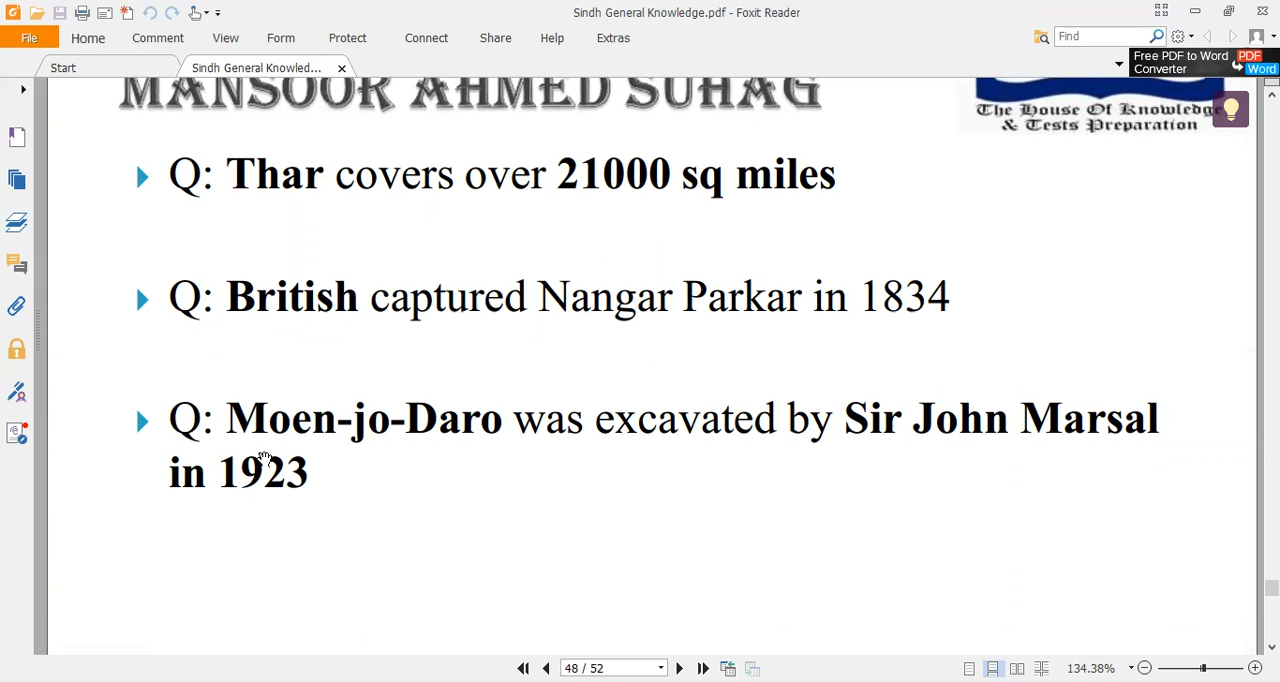 Sindh General Knowledge.pdf - Foxit Reader
File Home Comment View Form Protect Connect Share Help Extras Find
Free PDF to Word Converter PDF Word
Start Sindh General Knowled...
MANSOOR AHMED SUHAG
The House Of Knowledge
& Tests Preparation
Q: Thar covers over 21000 sq miles
Q: British captured Nangar Parkar in 1834
Q: Moen-jo-Daro was excavated by Sir John Marsal
in 1923
48 / 52 134.38%